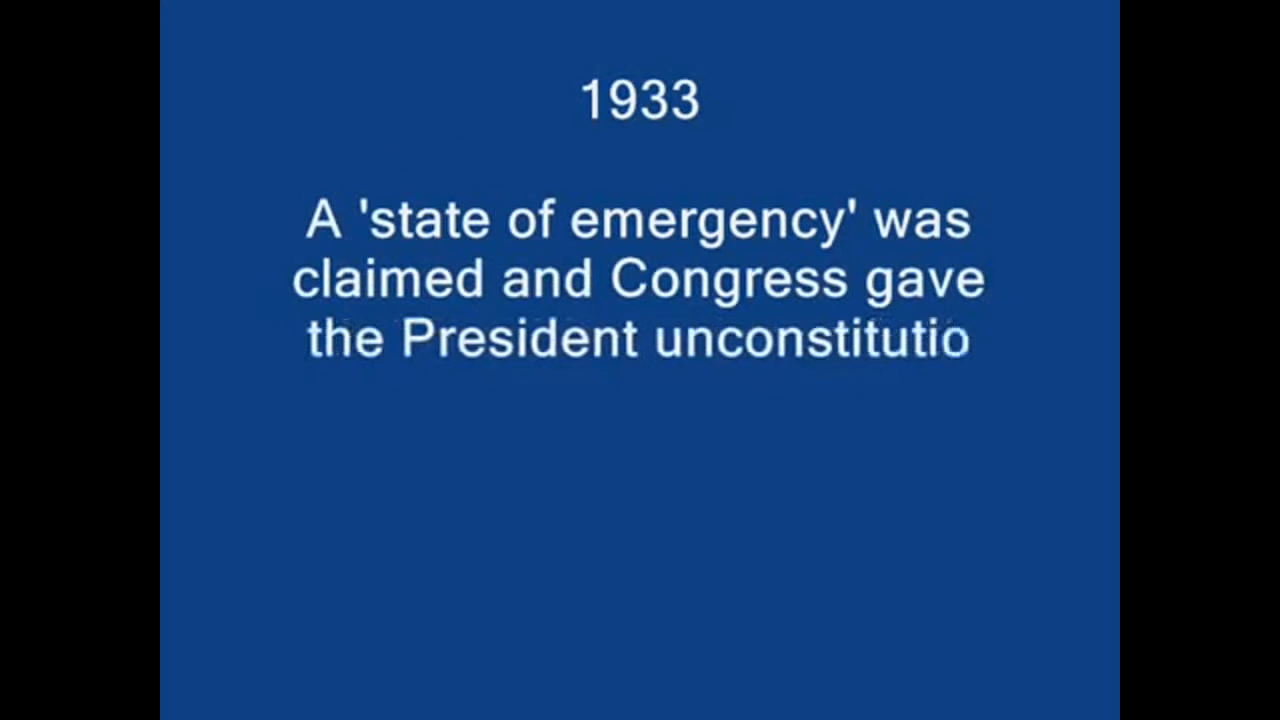 1933
A 'state of emergency' was
claimed and Congress gave
the President unconstitutio